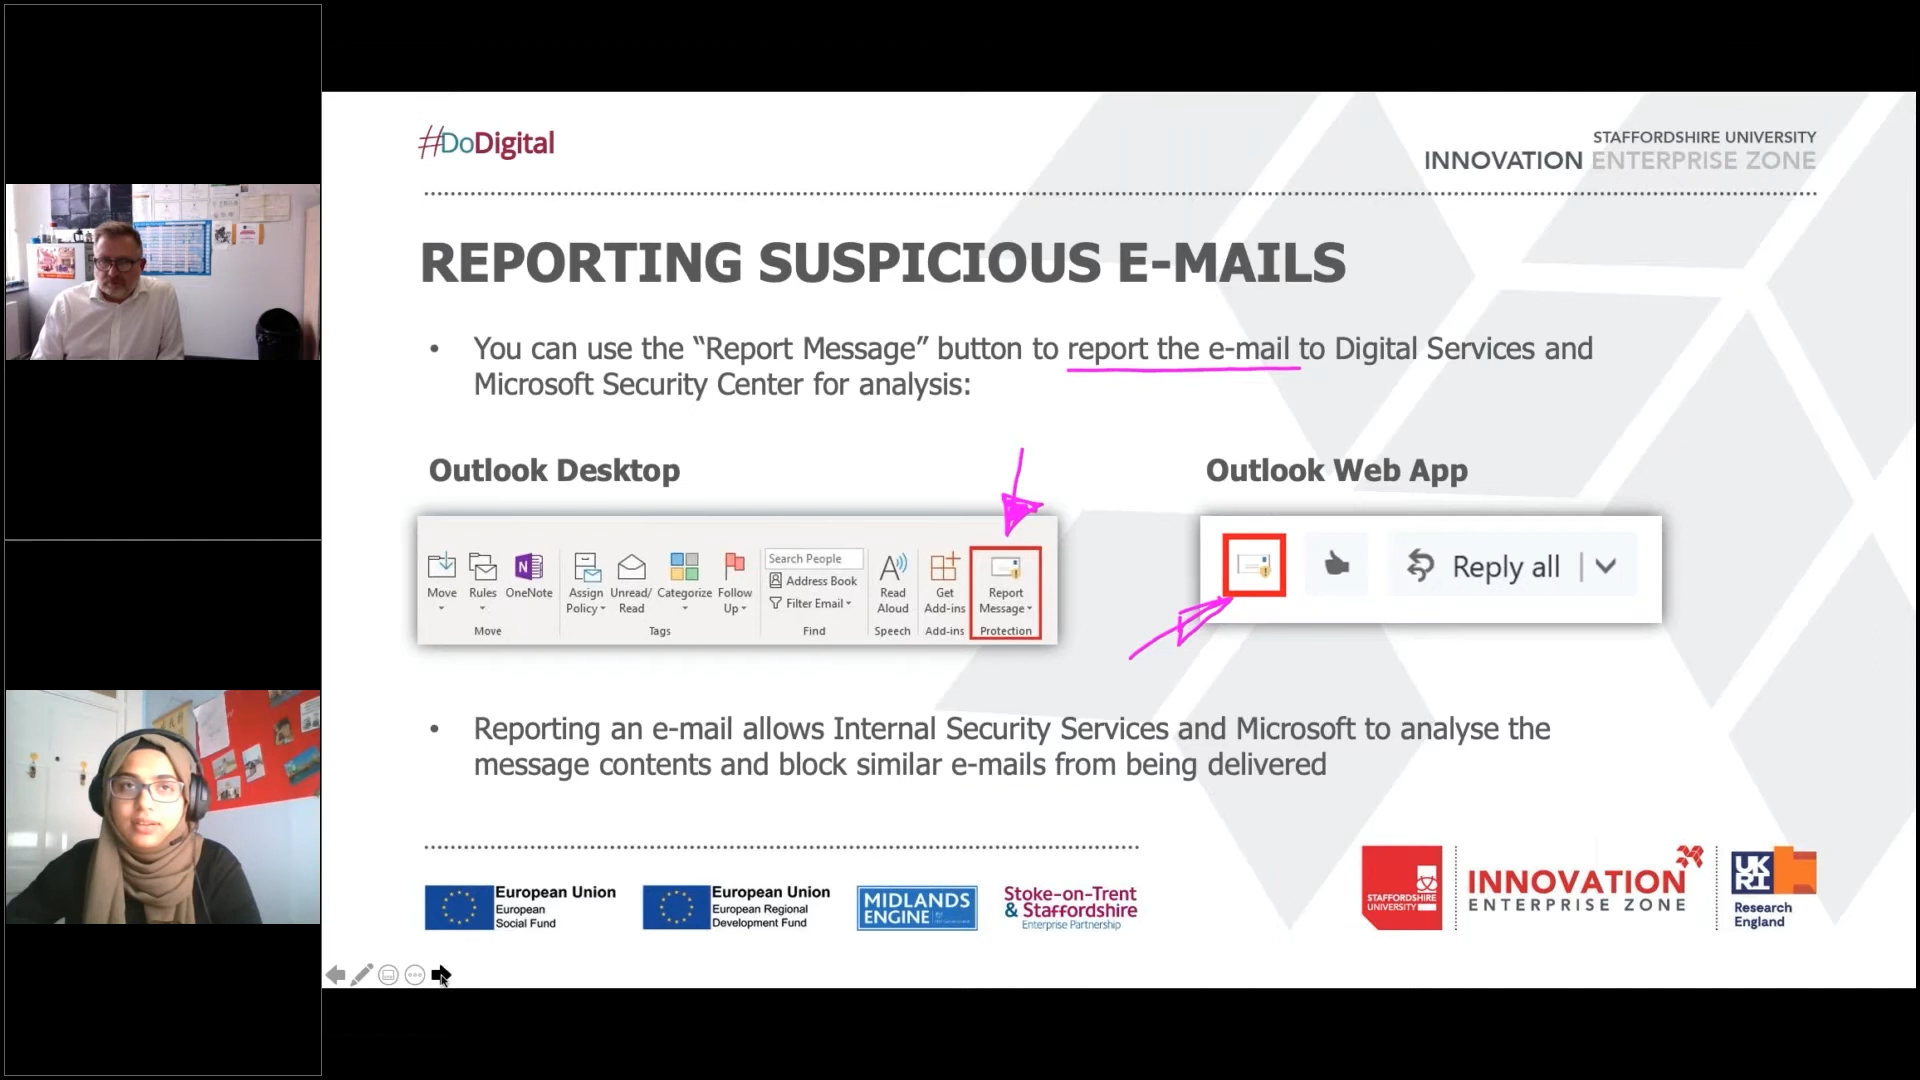 #DoDigital
STAFFORDSHIRE UNIVERSITY
INNOVATION ENTERPRISE ZONE
REPORTING SUSPICIOUS E-MAILS
• You can use the “Report Message” button to report the e-mail to Digital Services and
Microsoft Security Center for analysis:
Outlook Desktop
Outlook Web App
Move
Rules
OneNote
Move
Assign
Policy
Unread/
Read
Categorize
Follow
Up
Tags
Search People
Address Book
Filter Email
Find
Read
Aloud
Speech
Get
Add-ins
Add-ins
Report
Message
Protection
Reply all
• Reporting an e-mail allows Internal Security Services and Microsoft to analyse the
message contents and block similar e-mails from being delivered
European Union
European
Social Fund
European Union
European Regional
Development Fund
MIDLANDS
ENGINE
Stoke-on-Trent
& Staffordshire
Enterprise Partnership
STAFFORDSHIRE
UNIVERSITY
INNOVATION
ENTERPRISE ZONE
UK
RI
Research
England